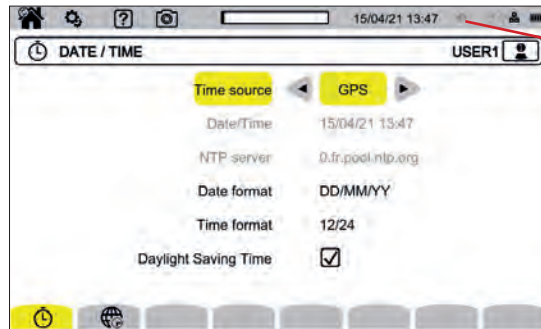 15/04/21 13:47
DATE / TIME USER1
Time source GPS
Date/Time 15/04/21 13:47
NTP server 0.fr.pool.ntp.org
Date format DD/MM/YY
Time format 12/24
Daylight Saving Time